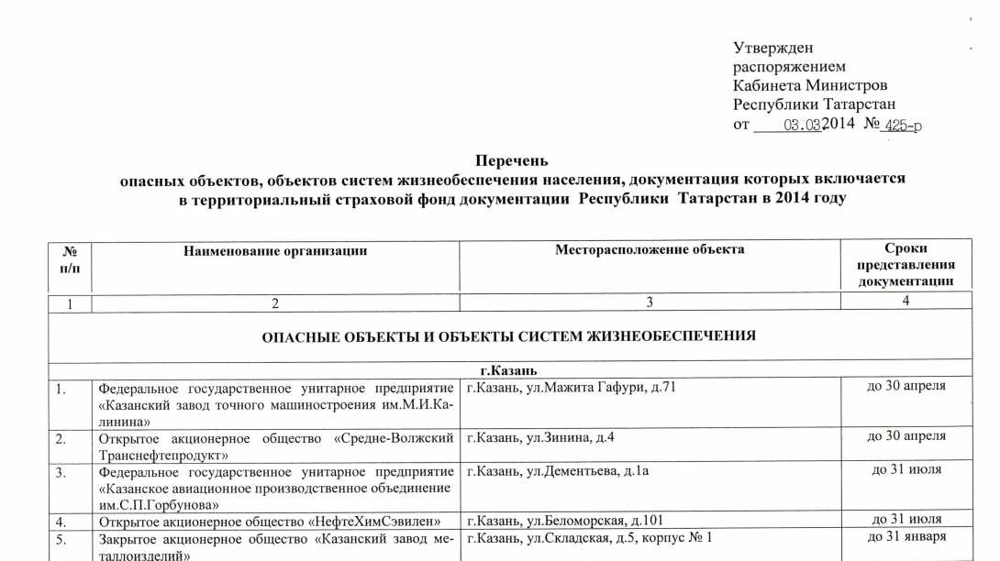 Утвержден
распоряжением
Кабинета Министров
Республики Татарстан
от 03.03.2014 № 425-р
Перечень
опасных объектов, объектов систем жизнеобеспечения населения, документация которых включается
в территориальный страховой фонд документации Республики Татарстан в 2014 году
№ п/п Наименование организации Месторасположение объекта Сроки представления документации
1 2 3 4
ОПАСНЫЕ ОБЪЕКТЫ И ОБЪЕКТЫ СИСТЕМ ЖИЗНЕОБЕСПЕЧЕНИЯ
г.Казань
1. Федеральное государственное унитарное предприятие г.Казань, ул.Мажита Гафури, д.71 до 30 апреля
«Казанский завод точного машиностроения им.М.И.Ка-
линина»
2. Открытое акционерное общество «Средне-Волжский г.Казань, ул.Зинина, д.4 до 30 апреля
Транснефтепродукт»
3. Федеральное государственное унитарное предприятие г.Казань, ул.Дементьева, д.1а до 31 июля
«Казанское авиационное производственное объединение
им.С.П.Горбунова»
4. Открытое акционерное общество «НефтеХимСэвилен» г.Казань, ул.Беломорская, д.101 до 31 июля
5. Закрытое акционерное общество «Казанский завод ме- г.Казань, ул.Складская, д.5, корпус № 1 до 31 января
таллоизделий»